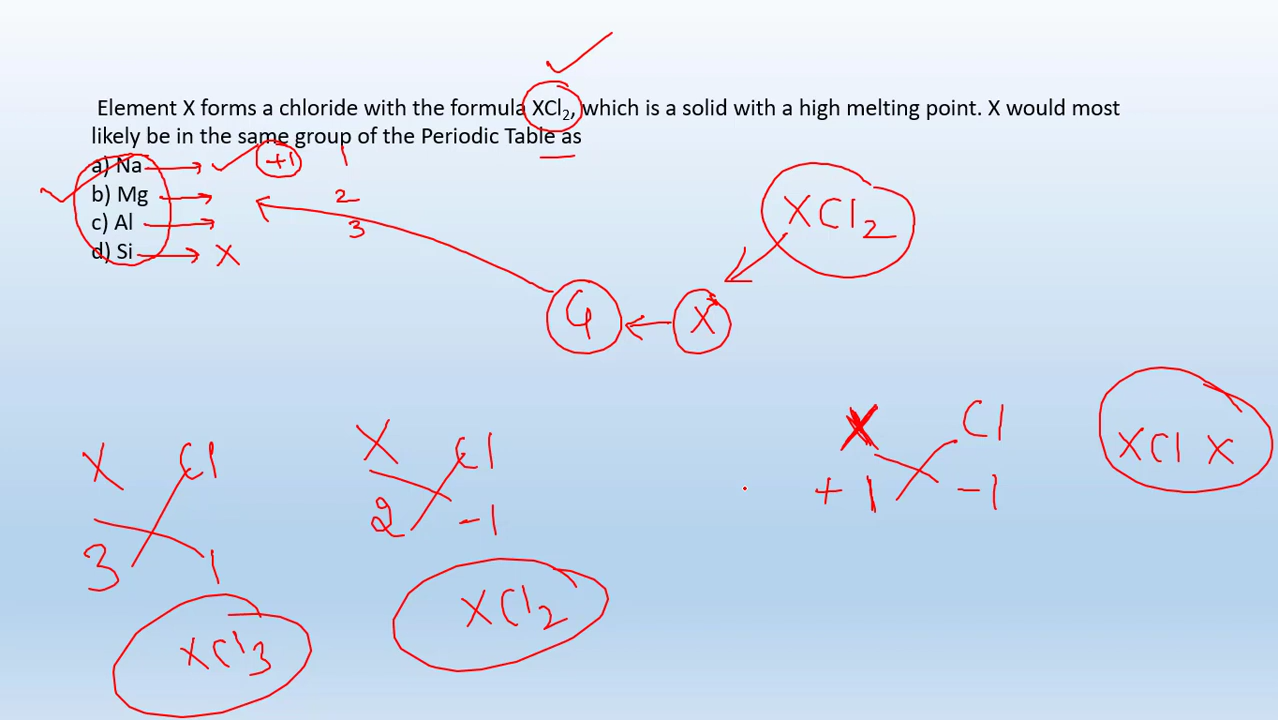 Element X forms a chloride with the formula XCl₂, which is a solid with a high melting point. X would most
likely be in the same group of the Periodic Table as
a) Na +1 1
b) Mg 2
c) Al 3
d) Si X
XCl2
G X
X Cl
3 1
XCl3
X Cl
2 -1
XCl2
X Cl
+1 -1
XCl X